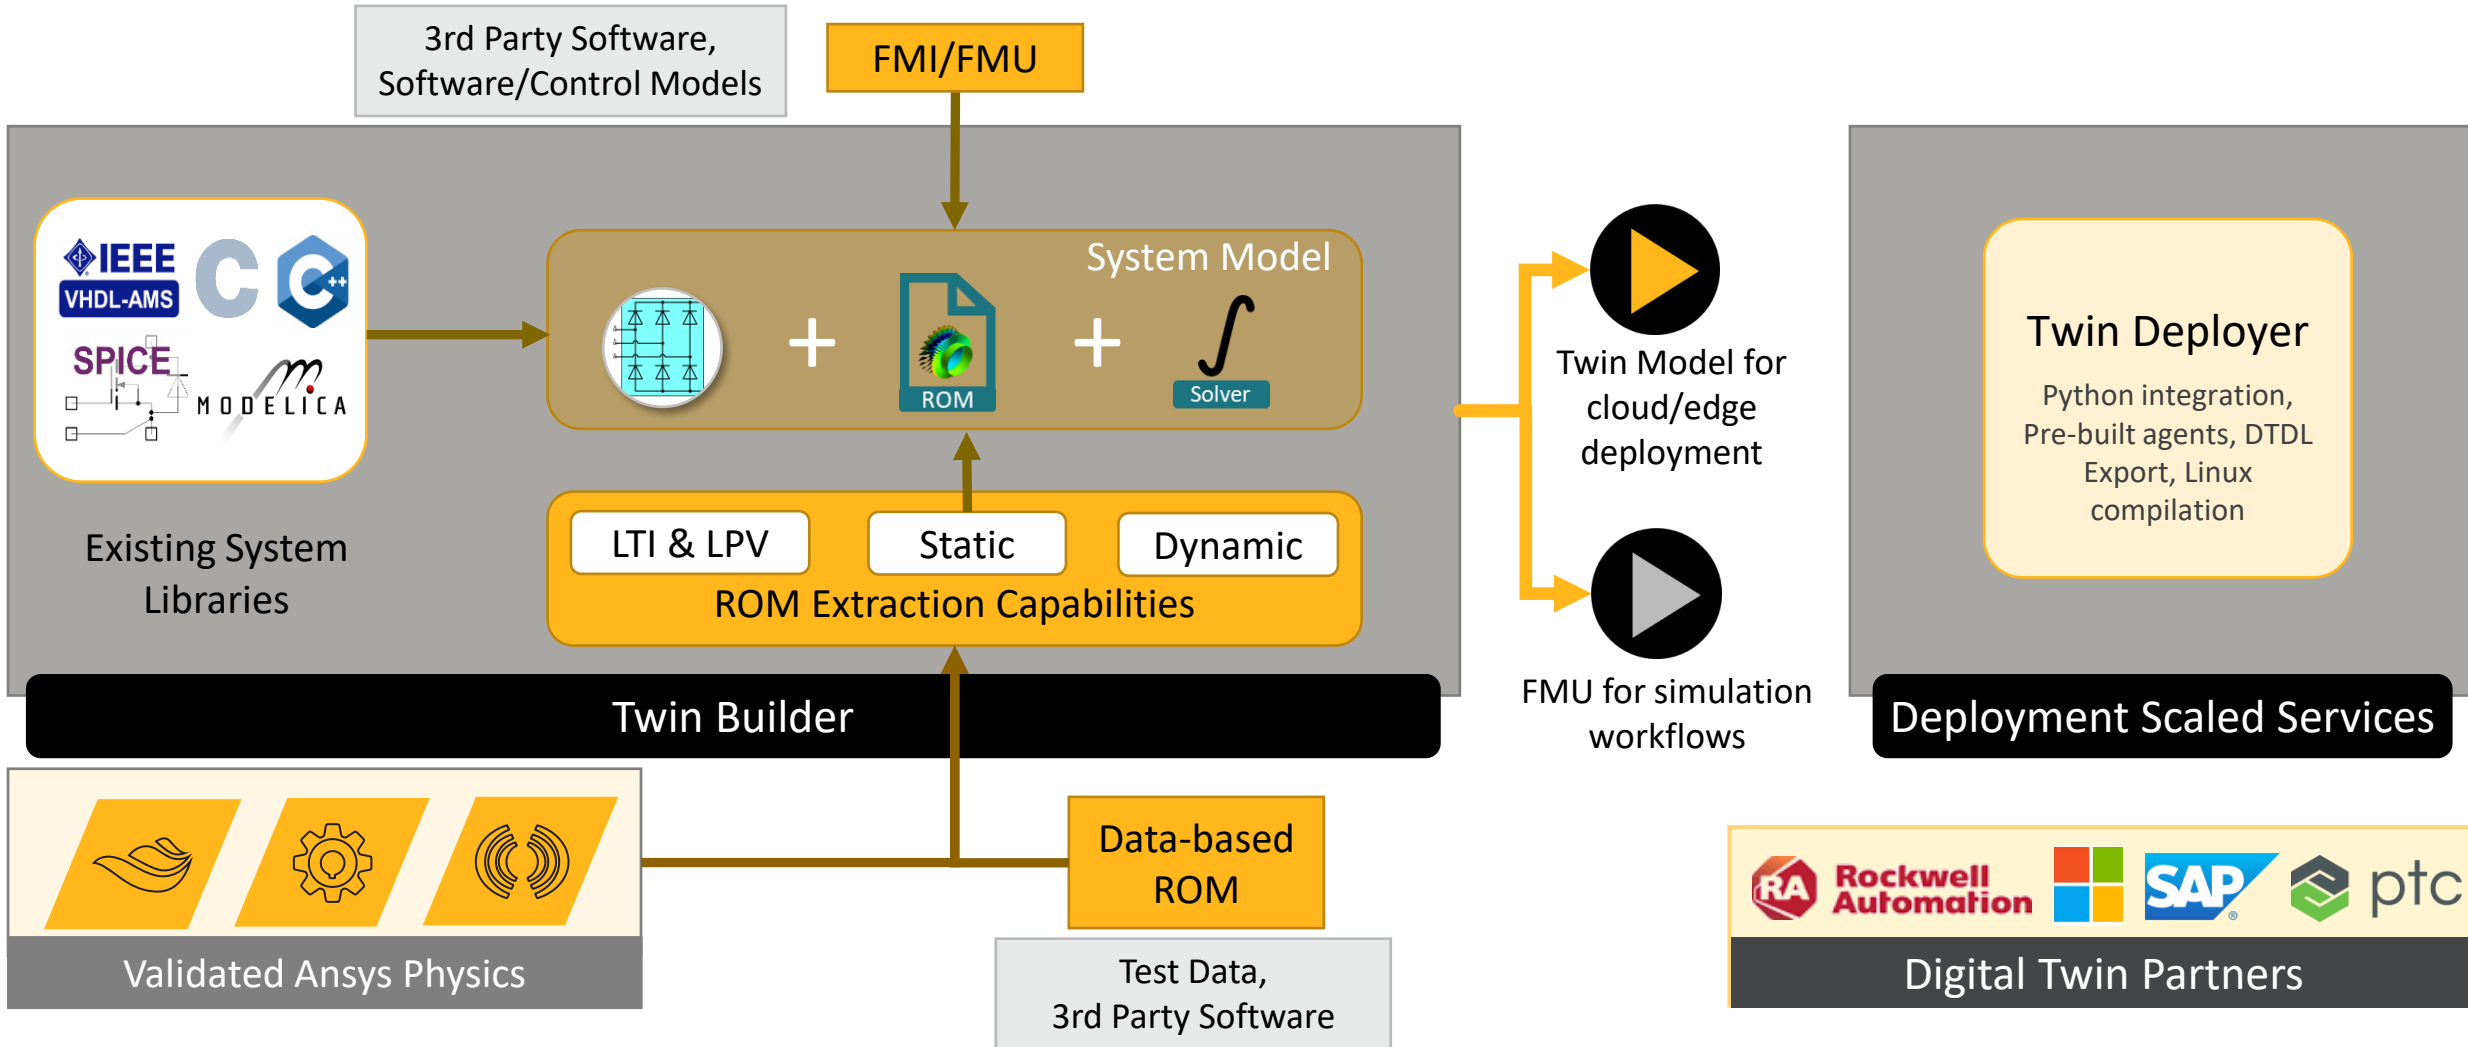 3rd Party Software,
Software/Control Models
FMI/FMU
IEEE
VHDL-AMS
C
C++
SPICE
MODELICA
Existing System
Libraries
System Model
+
ROM
+
Solver
LTI & LPV
Static
Dynamic
ROM Extraction Capabilities
Twin Builder
Twin Model for
cloud/edge
deployment
FMU for simulation
workflows
Twin Deployer
Python integration,
Pre-built agents, DTDL
Export, Linux
compilation
Deployment Scaled Services
Validated Ansys Physics
Data-based
ROM
Test Data,
3rd Party Software
RA Rockwell
Automation
SAP®
ptc
Digital Twin Partners